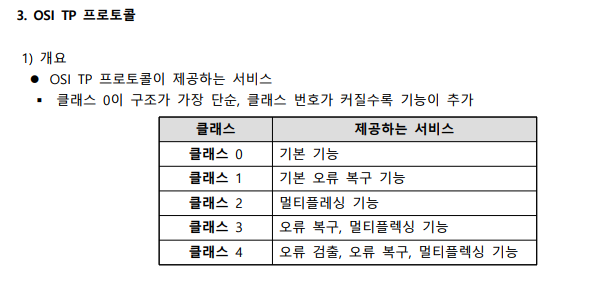 3. OSI TP 프로토콜
1) 개요
● OSI TP 프로토콜이 제공하는 서비스
▪ 클래스 0이 구조가 가장 단순, 클래스 번호가 커질수록 기능이 추가
클래스 제공하는 서비스
클래스 0 기본 기능
클래스 1 기본 오류 복구 기능
클래스 2 멀티플레싱 기능
클래스 3 오류 복구, 멀티플렉싱 기능
클래스 4 오류 검출, 오류 복구, 멀티플렉싱 기능